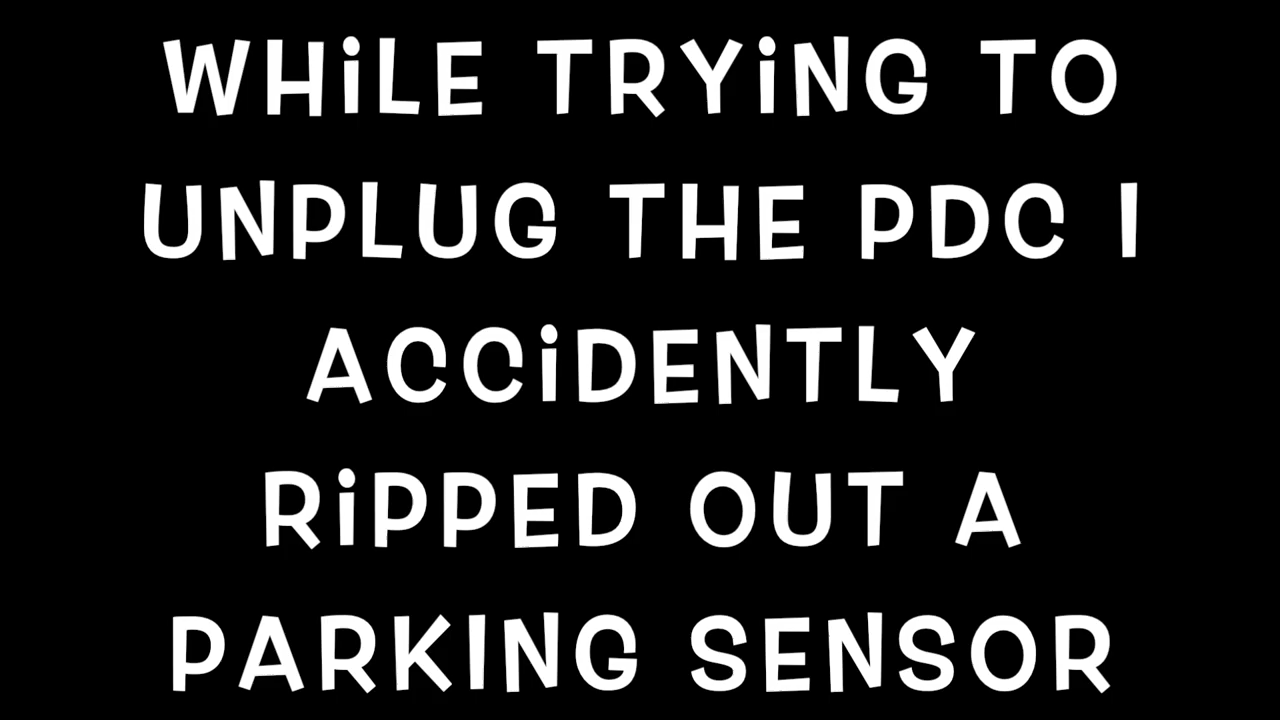 WHILE TRYING TO
UNPLUG THE PDC I
ACCIDENTLY
RIPPED OUT A
PARKING SENSOR